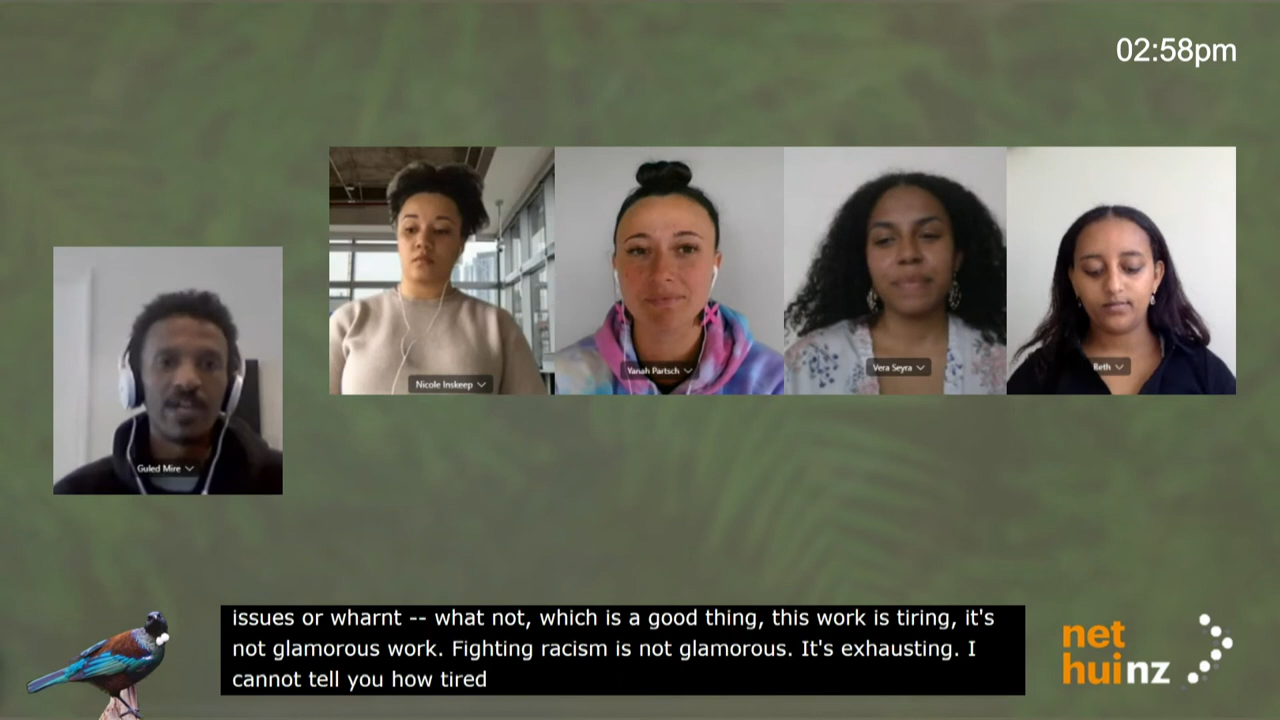 02:58pm
Nicole Inskeep
Yanah Partsch
Vera Seyra
Beth
Guled Mire
issues or wharnt -- what not, which is a good thing, this work is tiring, it's
not glamorous work. Fighting racism is not glamorous. It's exhausting. I
cannot tell you how tired
net
huinz